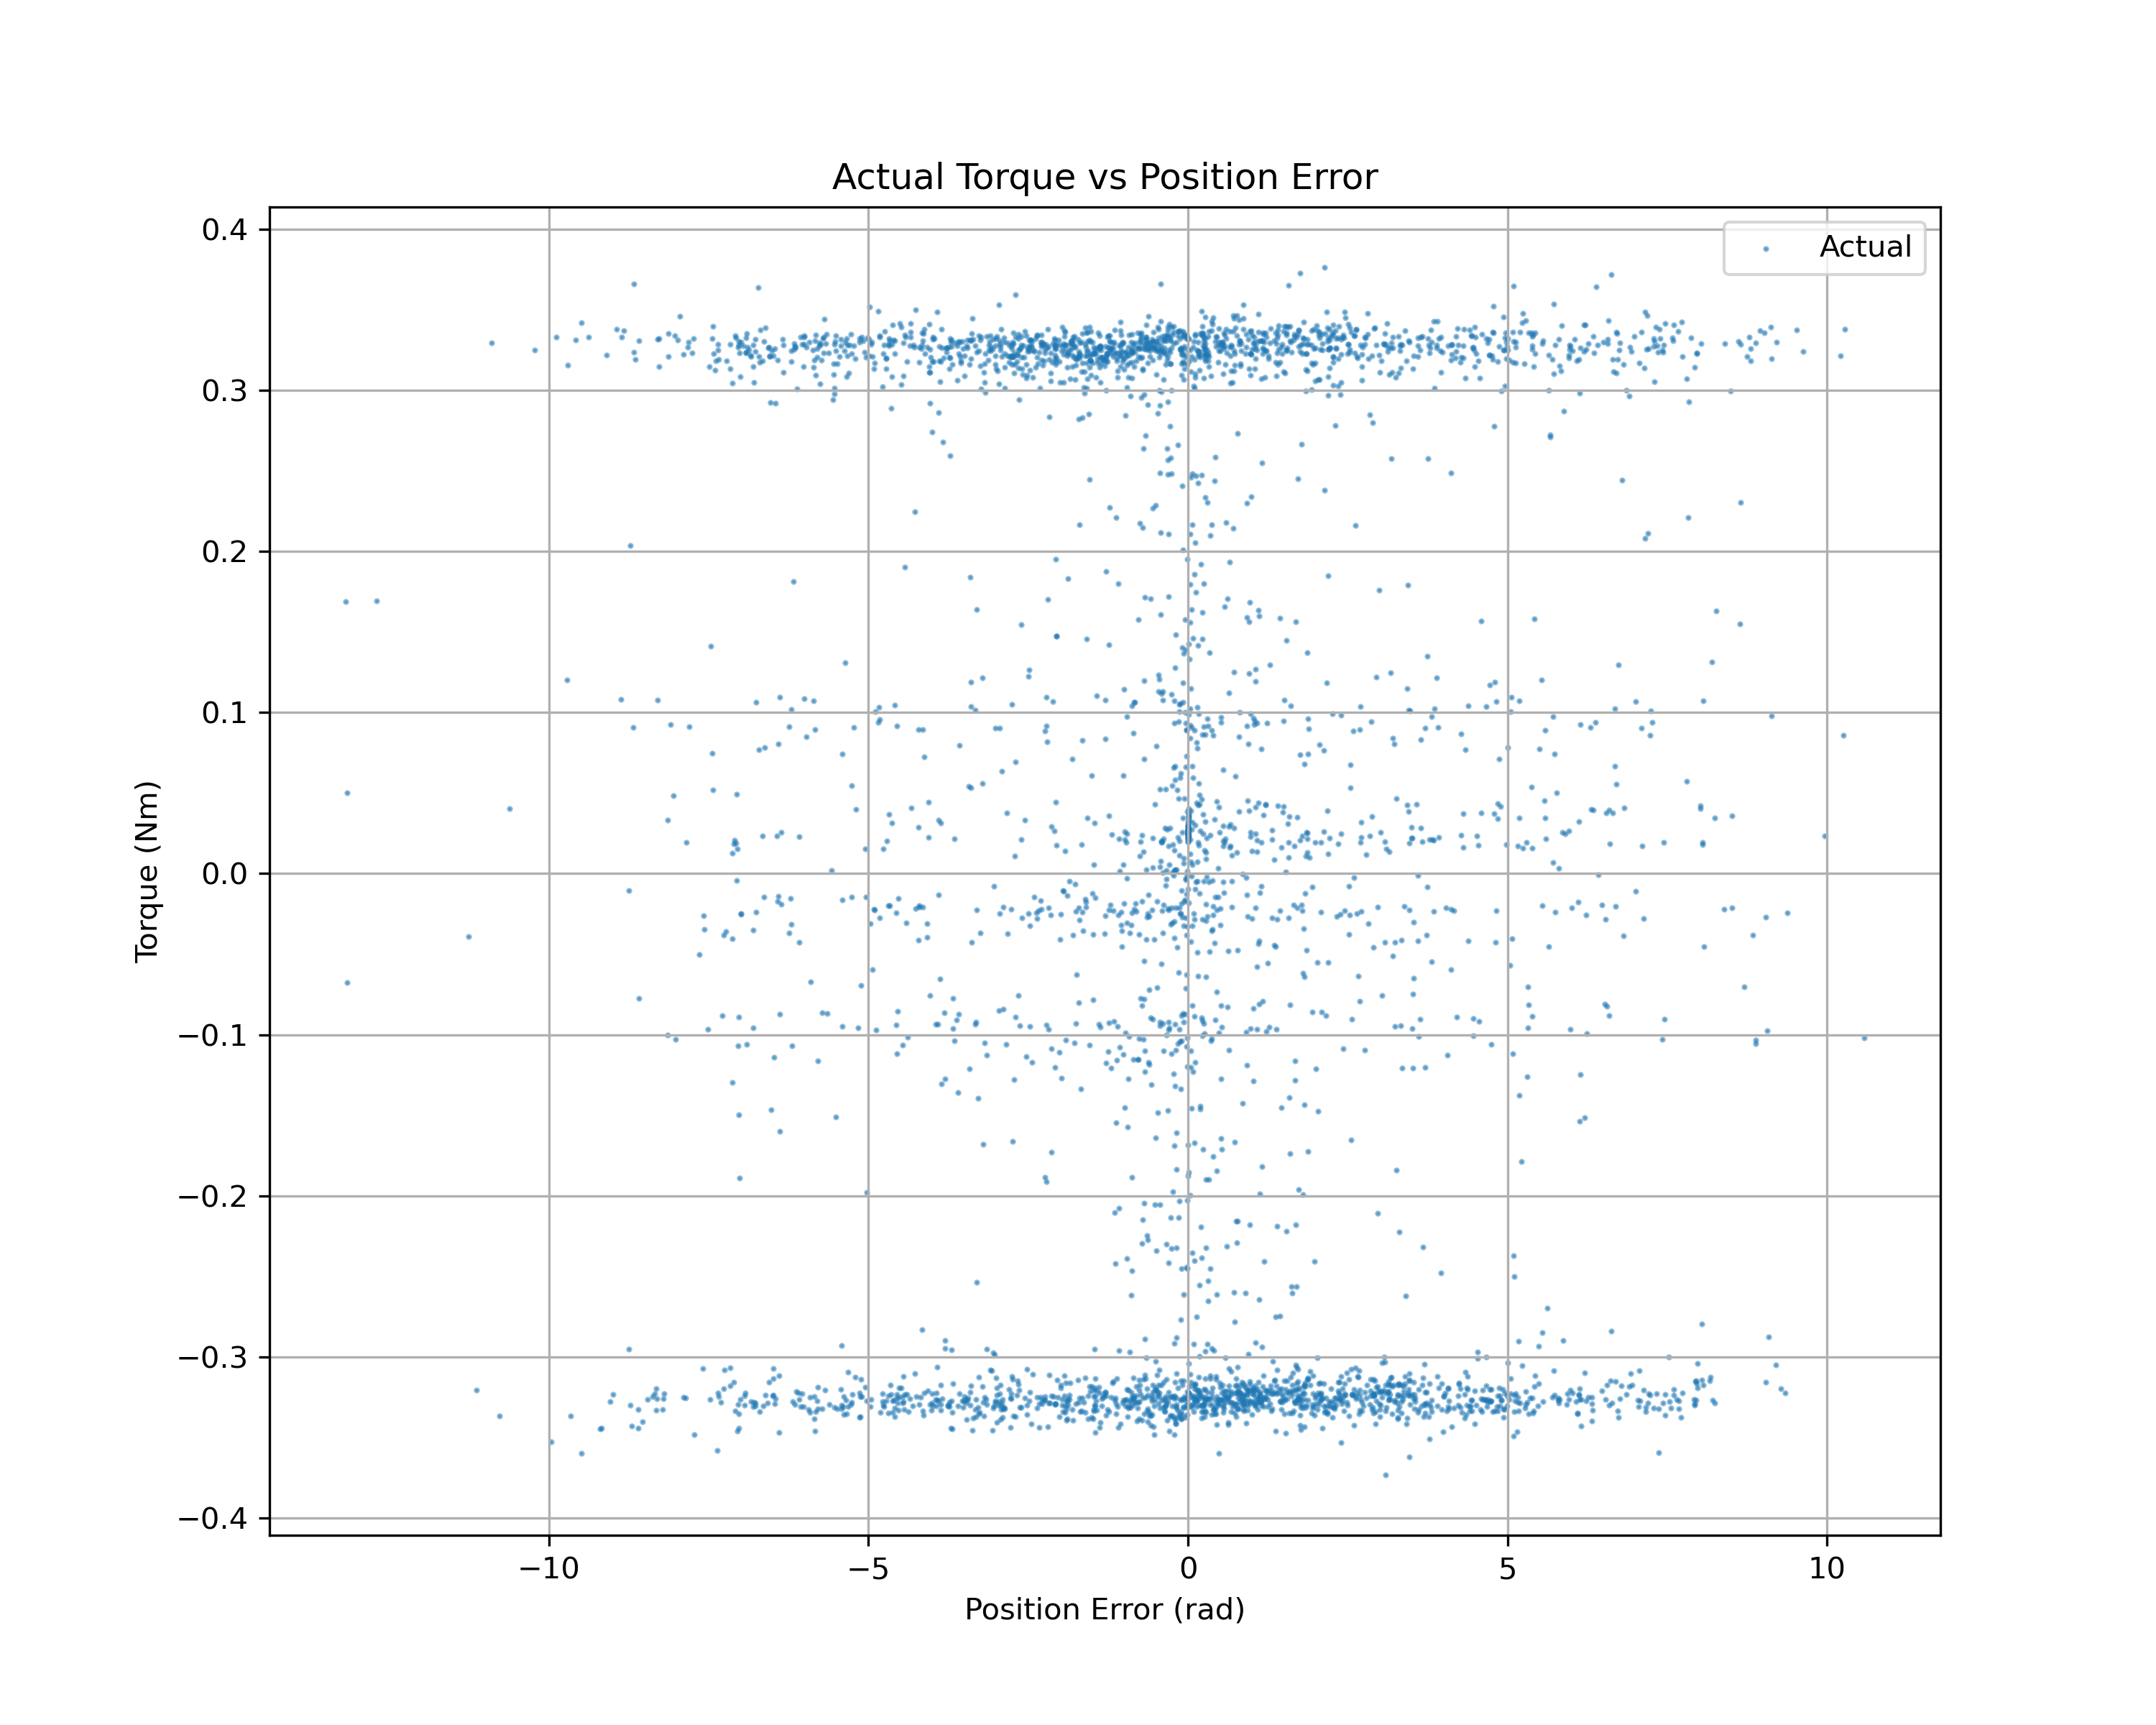 Actual Torque vs Position Error
Actual
0.4
0.3
0.2
0.1
0.0
−0.1
−0.2
−0.3
−0.4
Torque (Nm)
−10 −5 0 5 10
Position Error (rad)